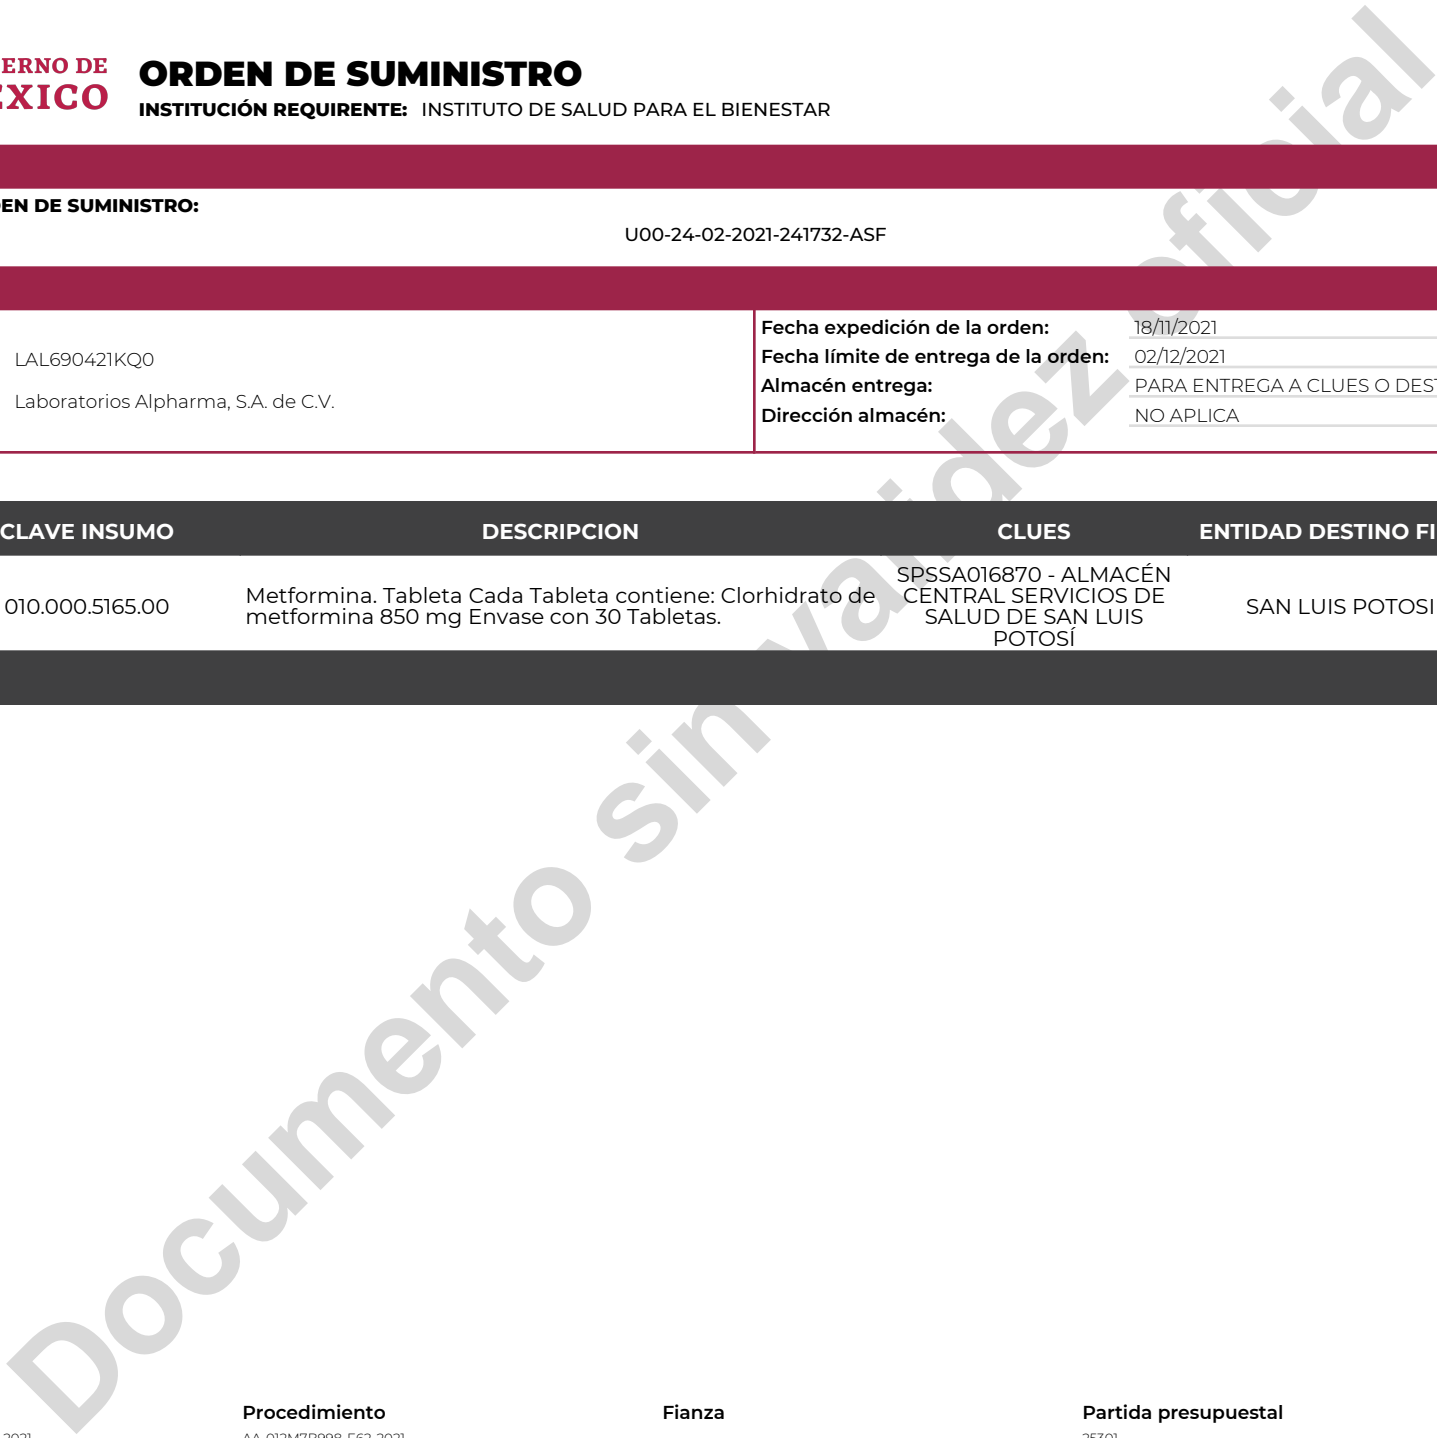 ERNO DE
ÉXICO
ORDEN DE SUMINISTRO
INSTITUCIÓN REQUIRENTE: INSTITUTO DE SALUD PARA EL BIENESTAR
EN DE SUMINISTRO:
U00-24-02-2021-241732-ASF
LAL690421KQ0
Laboratorios Alpharma, S.A. de C.V.
Fecha expedición de la orden: 18/11/2021
Fecha límite de entrega de la orden: 02/12/2021
Almacén entrega: PARA ENTREGA A CLUES O DEST
Dirección almacén: NO APLICA
CLAVE INSUMO DESCRIPCION CLUES ENTIDAD DESTINO FI
010.000.5165.00
Metformina. Tableta Cada Tableta contiene: Clorhidrato de
metformina 850 mg Envase con 30 Tabletas.
SPSSA016870 - ALMACÉN
CENTRAL SERVICIOS DE
SALUD DE SAN LUIS
POTOSÍ
SAN LUIS POTOSI
Documento sin validez oficial
Procedimiento Fianza Partida presupuestal